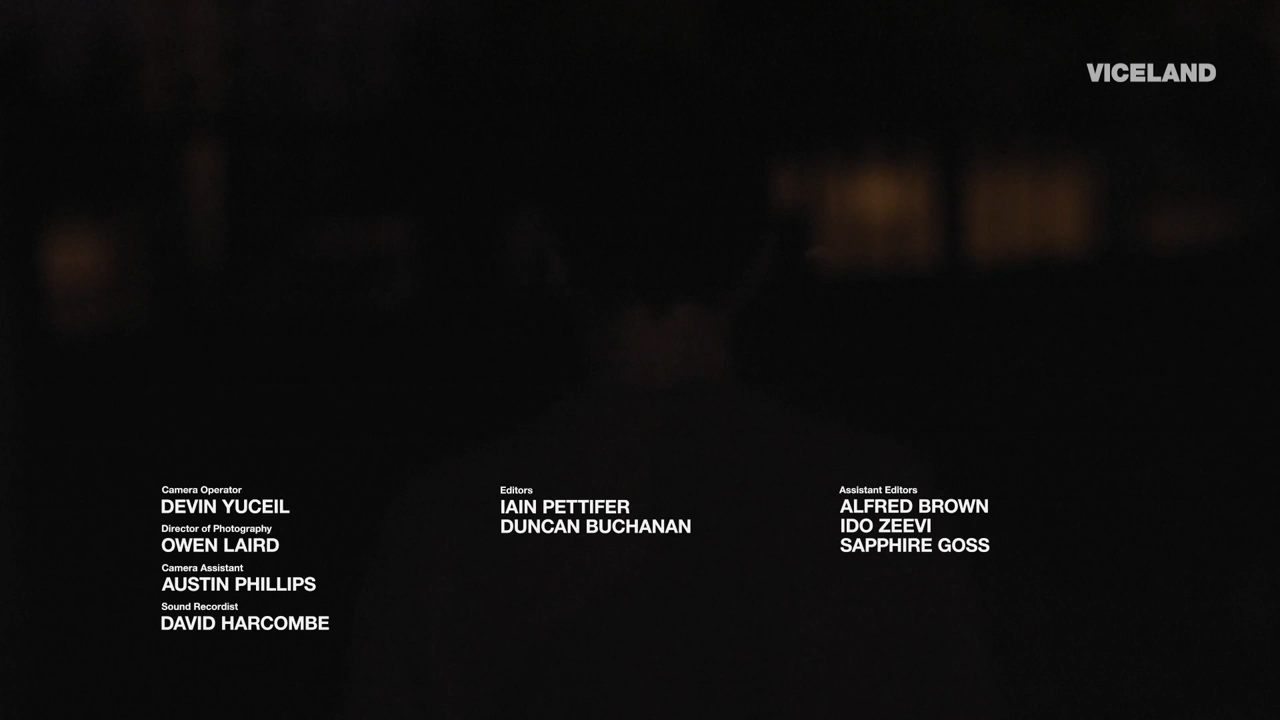 VICELAND
Camera Operator
DEVIN YUCEIL
Director of Photography
OWEN LAIRD
Camera Assistant
AUSTIN PHILLIPS
Sound Recordist
DAVID HARCOMBE
Editors
IAIN PETTIFER
DUNCAN BUCHANAN
Assistant Editors
ALFRED BROWN
IDO ZEEVI
SAPPHIRE GOSS